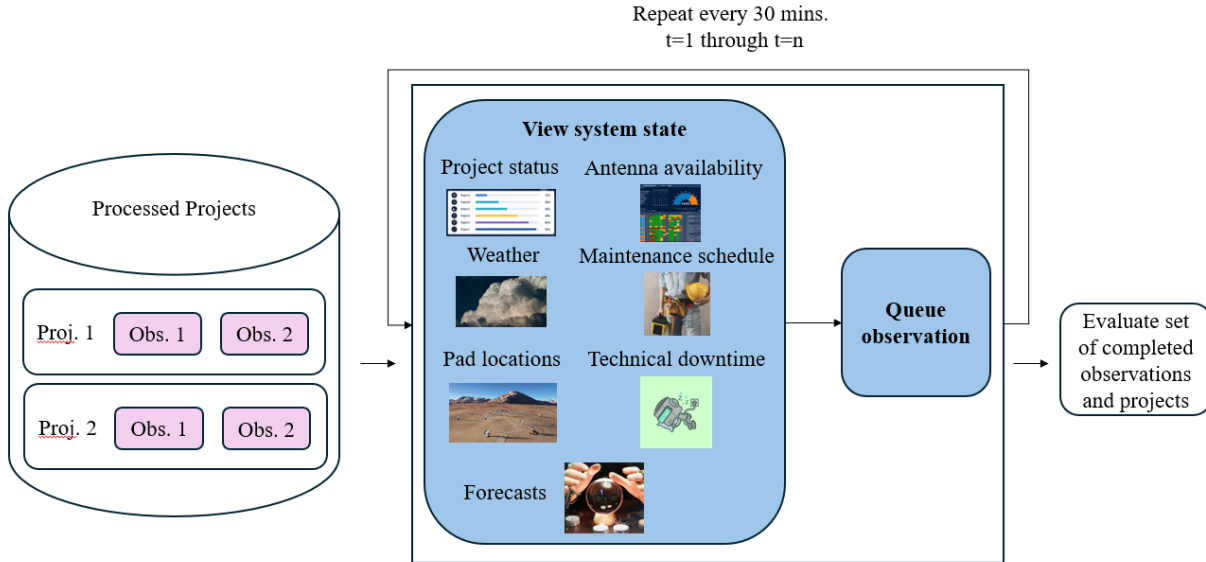 Repeat every 30 mins.
t=1 through t=n
Processed Projects
Proj. 1
Obs. 1
Obs. 2
Proj. 2
Obs. 1
Obs. 2
View system state
Project status
Antenna availability
Weather
Maintenance schedule
Pad locations
Technical downtime
Forecasts
Queue
observation
Evaluate set
of completed
observations
and projects